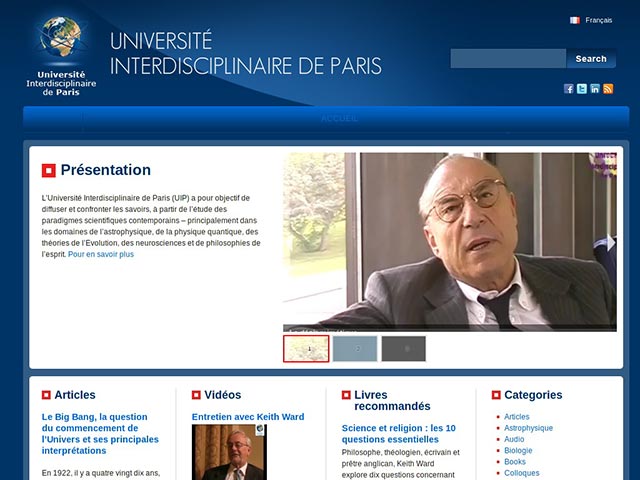 Français
UNIVERSITÉ
INTERDISCIPLINAIRE DE PARIS
Université
Interdisciplinaire
de Paris
Search
ACCUEIL
Présentation
L'Université Interdisciplinaire de Paris (UIP) a pour objectif de
diffuser et confronter les savoirs, à partir de l'étude des
paradigmes scientifiques contemporains – principalement dans
les domaines de l'astrophysique, de la physique quantique, des
théories de l'Evolution, des neurosciences et de philosophies de
l'esprit. Pour en savoir plus
1
2
Articles
Le Big Bang, la question
du commencement de
l'Univers et ses principales
interprétations
En 1922, il y a quatre vingt dix ans,
Vidéos
Entretien avec Keith Ward
Livres
recommandés
Science et religion : les 10
questions essentielles
Philosophe, théologien, écrivain et
prêtre anglican, Keith Ward
explore dix questions concernant
Categories
Articles
Astrophysique
Audio
Biologie
Books
Colloques